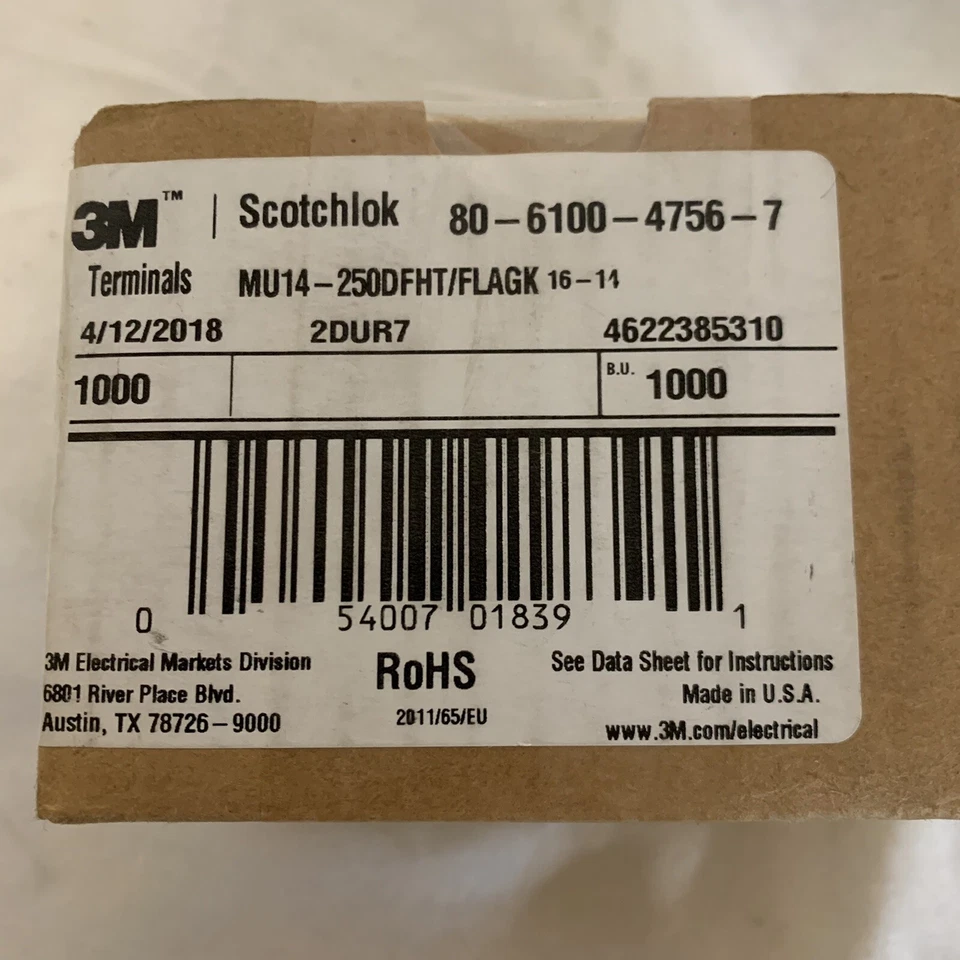 3M™ | Scotchlok 80-6100-4756-7
Terminals MU14-250DFHT/FLAGK 16-14
4/12/2018 2DUR7 4622385310
1000 B.U. 1000
0 54007 01839 1
3M Electrical Markets Division
6801 River Place Blvd.
Austin, TX 78726-9000
RoHS
2011/65/EU
See Data Sheet for Instructions
Made in U.S.A.
www.3M.com/electrical